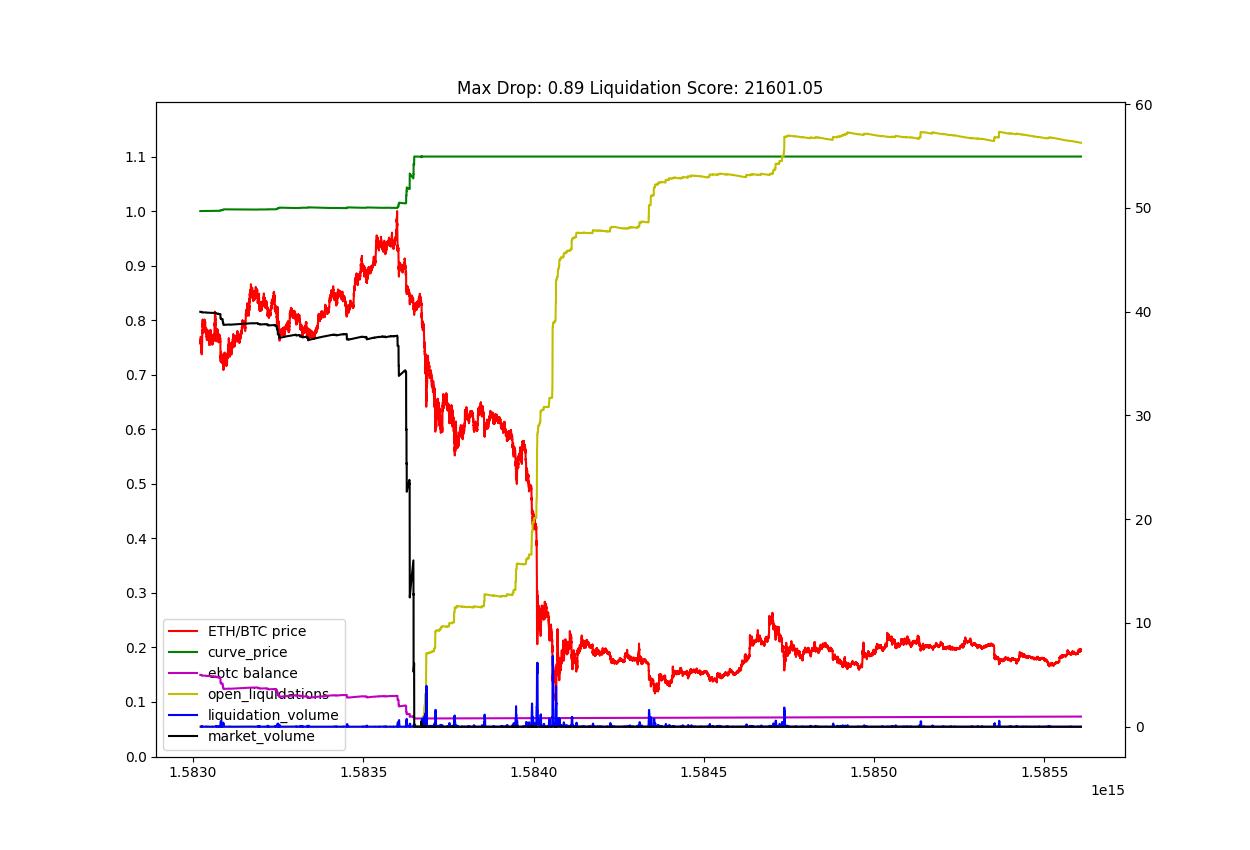 Max Drop: 0.89 Liquidation Score: 21601.05
60
1.1
1.0
50
0.9
0.8
40
0.7
0.6
30
0.5
0.4
20
0.3
0.2
10
0.1
0
0.0
ETH/BTC price
curve_price
ebtc balance
open_liquidations
liquidation_volume
market_volume
1.5830 1.5835 1.5840 1.5845 1.5850 1.5855
1e15